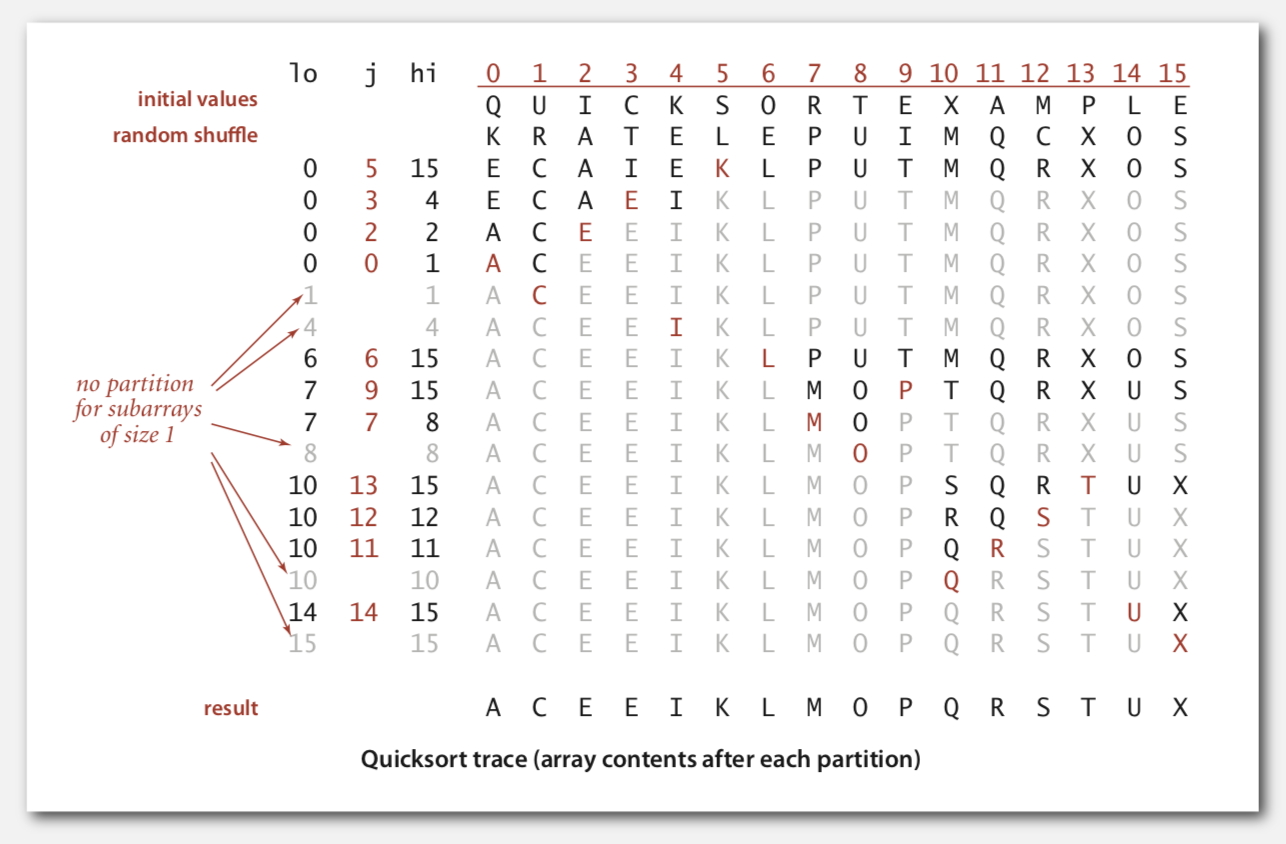 lo j hi 0 1 2 3 4 5 6 7 8 9 10 11 12 13 14 15
initial values Q U I C K S O R T E X A M P L E
random shuffle K R A T E L E P U I M Q C X O S
0 5 15 E C A I E K L P U T M Q R X O S
0 3 4 E C A E I K L P U T M Q R X O S
0 2 2 A C E E I K L P U T M Q R X O S
0 0 1 A C E E I K L P U T M Q R X O S
1 1 A C E E I K L P U T M Q R X O S
4 4 A C E E I K L P U T M Q R X O S
6 6 15 A C E E I K L P U T M Q R X O S
no partition
for subarrays
of size 1
7 9 15 A C E E I K L M O P T Q R X U S
7 7 8 A C E E I K L M O P T Q R X U S
8 8 A C E E I K L M O P T Q R X U S
10 13 15 A C E E I K L M O P S Q R T U X
10 12 12 A C E E I K L M O P R Q S T U X
10 11 11 A C E E I K L M O P Q R S T U X
10 10 A C E E I K L M O P Q R S T U X
14 14 15 A C E E I K L M O P Q R S T U X
15 15 A C E E I K L M O P Q R S T U X
result A C E E I K L M O P Q R S T U X
Quicksort trace (array contents after each partition)